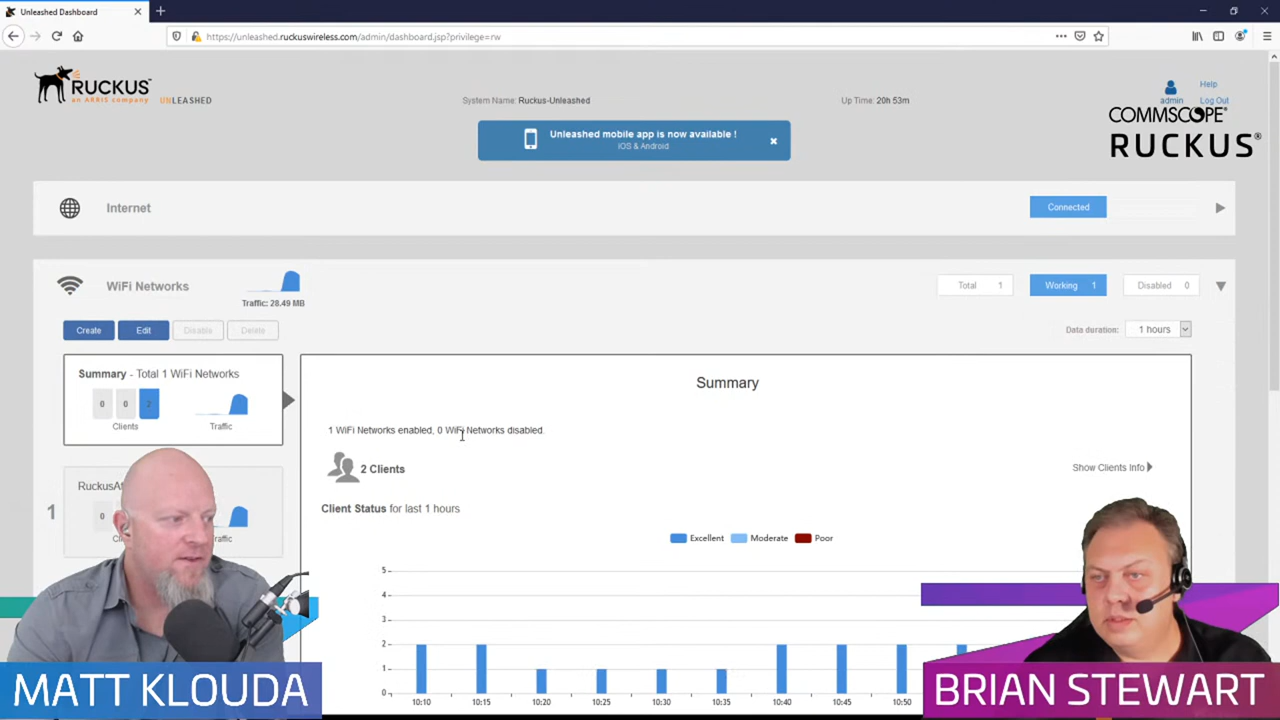 Unleashed Dashboard
https://unleashed.ruckuswireless.com/admin/dashboard.jsp?privilege=rw
RUCKUS
an ARRIS company
UNLEASHED
System Name: Ruckus-Unleashed
Up Time: 20h 53m
admin
Help
Log Out
COMMSCOPE®
RUCKUS®
Unleashed mobile app is now available !
iOS & Android
Internet
Connected
WiFi Networks
Traffic: 28.49 MB
Total 1
Working 1
Disabled 0
Create
Edit
Disable
Delete
Data duration: 1 hours
Summary - Total 1 WiFi Networks
0 0 2
Clients
Traffic
Summary
1 WiFi Networks enabled, 0 WiFi Networks disabled.
2 Clients
Show Clients Info
Client Status for last 1 hours
Excellent
Moderate
Poor
1
0
5
4
3
2
1
0
10:10 10:15 10:20 10:25 10:30 10:35 10:40 10:45 10:50
MATT KLOUDA
BRIAN STEWART